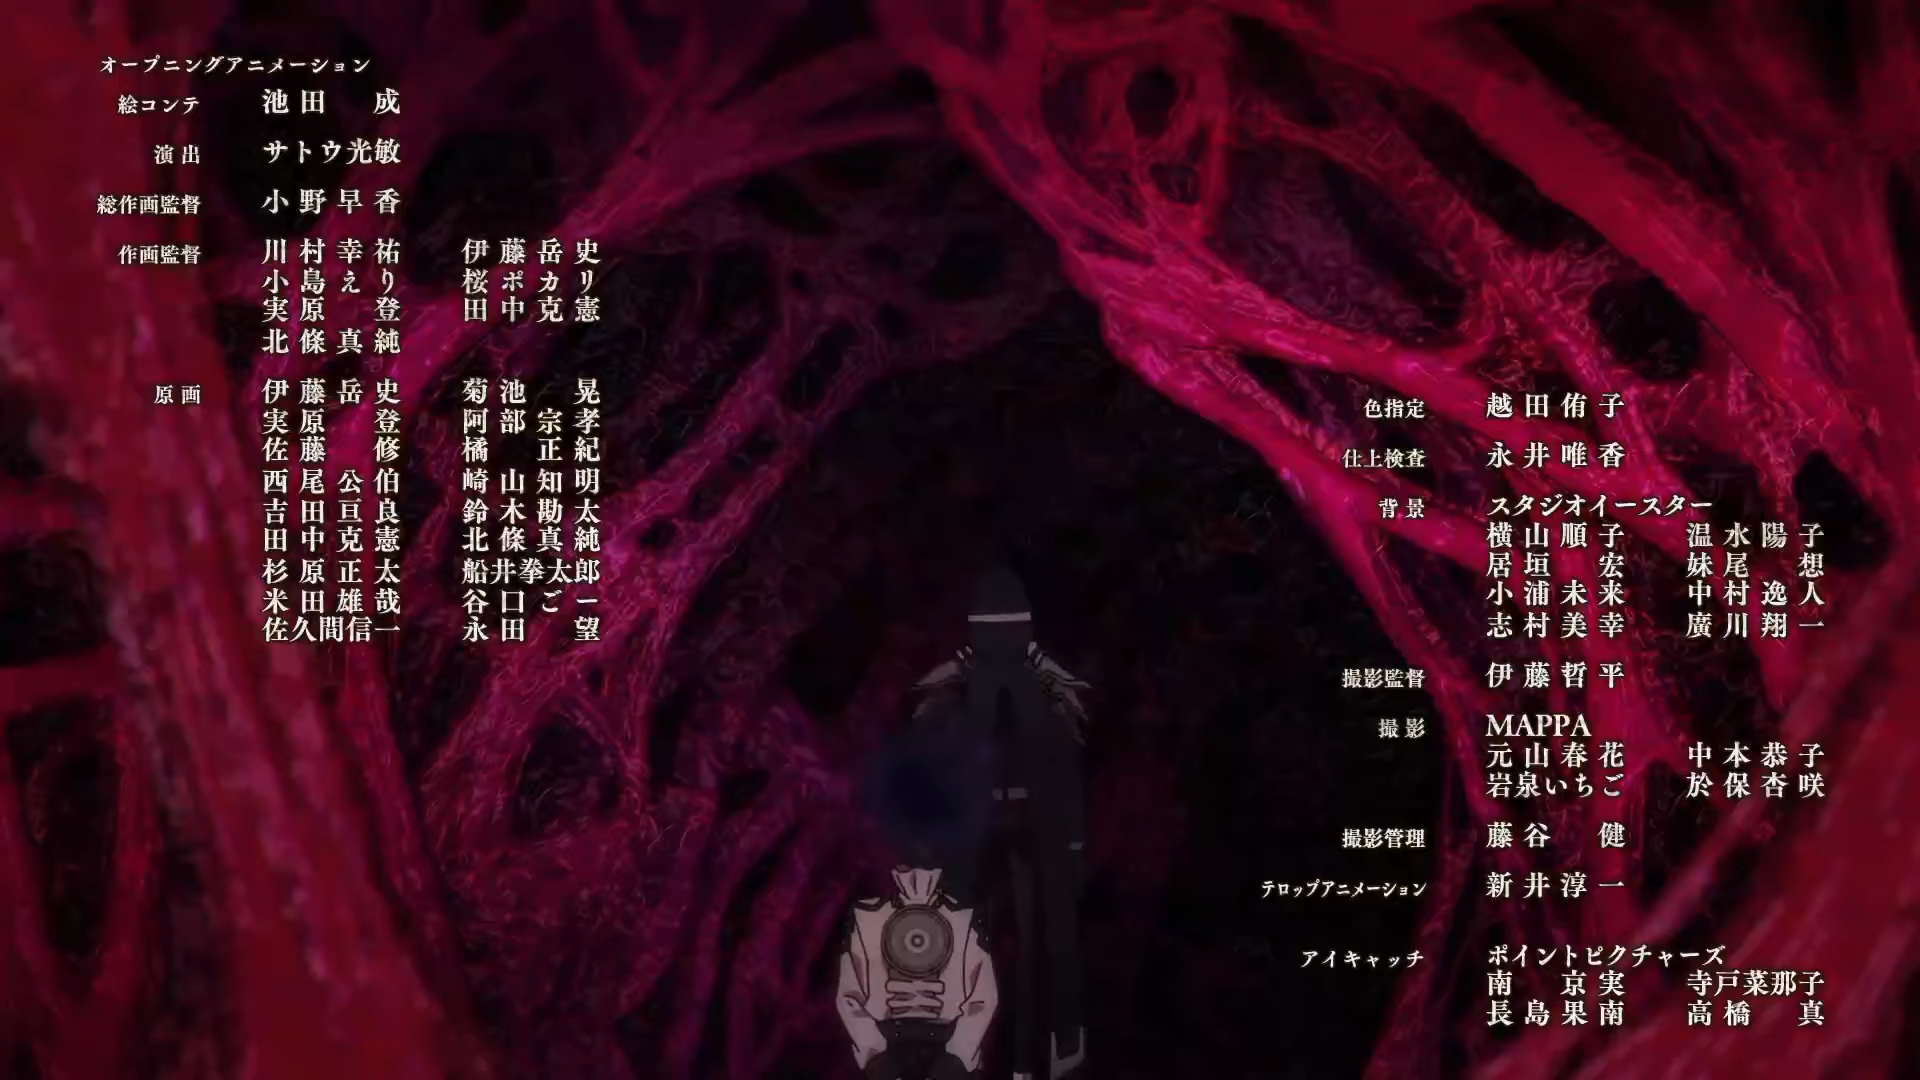 オープニングアニメーション
絵コンテ 池田 成
演出 サトウ光敏
総作画監督 小野早香
作画監督 川村幸祐 伊藤岳史
小島えり 桜ポカリ
実原 登 田中克憲
北條真純
原画 伊藤岳史 菊池 晃
実原 登 阿部宗孝
佐藤 修 橘 正紀
西尾公伯 崎山知明
吉田亘良 鈴木勘太
田中克憲 北條真純
杉原正太 船井拳太郎
米田雄哉 谷口ごー
佐久間信一 永田 望
色指定 越田侑子
仕上検査 永井唯香
背景 スタジオイースター
横山順子 温水陽子
居垣 宏 妹尾 想
小浦未来 中村逸人
志村美幸 廣川翔一
撮影監督 伊藤哲平
撮影 MAPPA
元山春花 中本恭子
岩泉いちご 於保杏咲
撮影管理 藤谷 健
テロップアニメーション 新井淳一
アイキャッチ ポイントピクチャーズ
南 京実 寺戸菜那子
長島果南 高橋 真